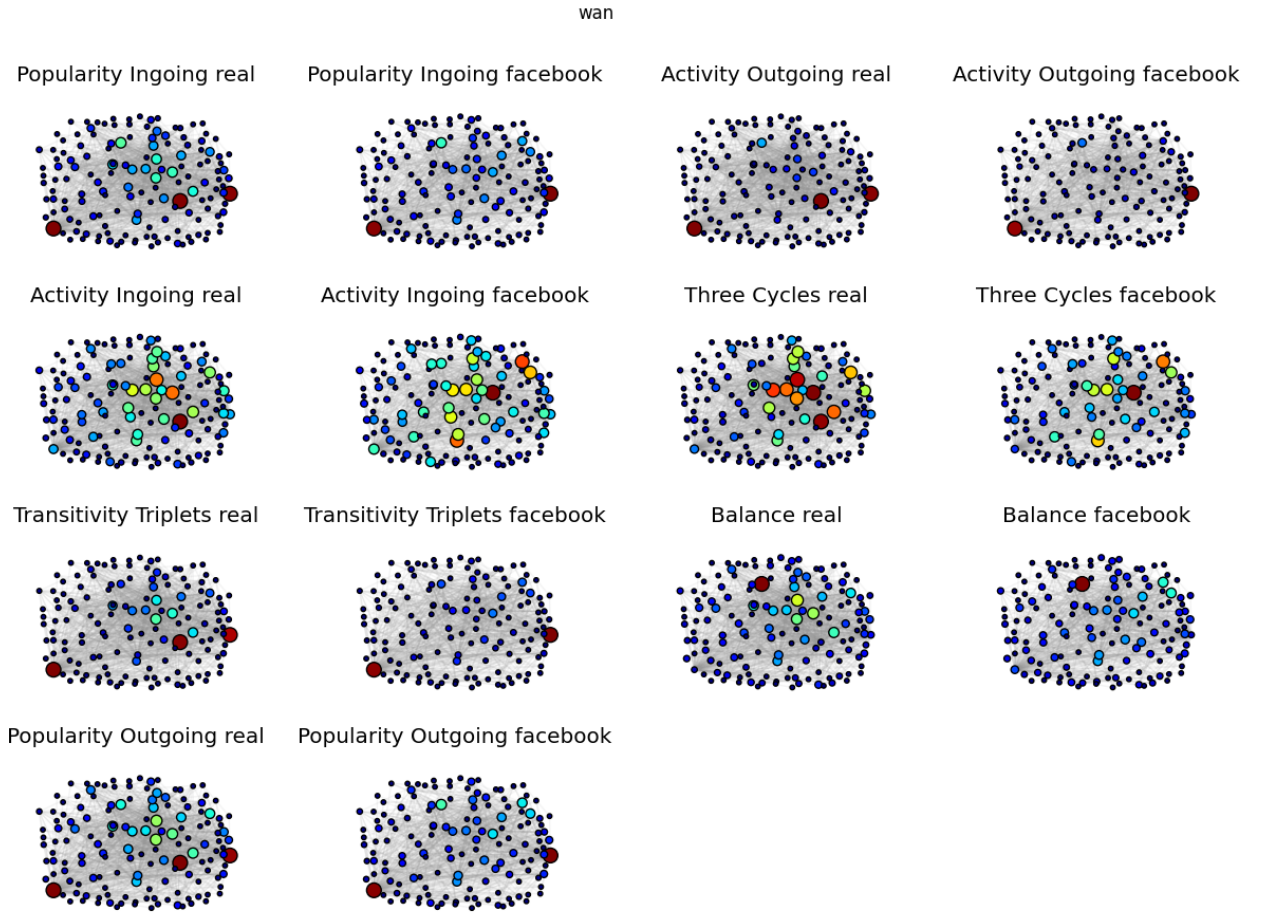 wan
Popularity Ingoing real
Popularity Ingoing facebook
Activity Outgoing real
Activity Outgoing facebook
Activity Ingoing real
Activity Ingoing facebook
Three Cycles real
Three Cycles facebook
Transitivity Triplets real
Transitivity Triplets facebook
Balance real
Balance facebook
Popularity Outgoing real
Popularity Outgoing facebook